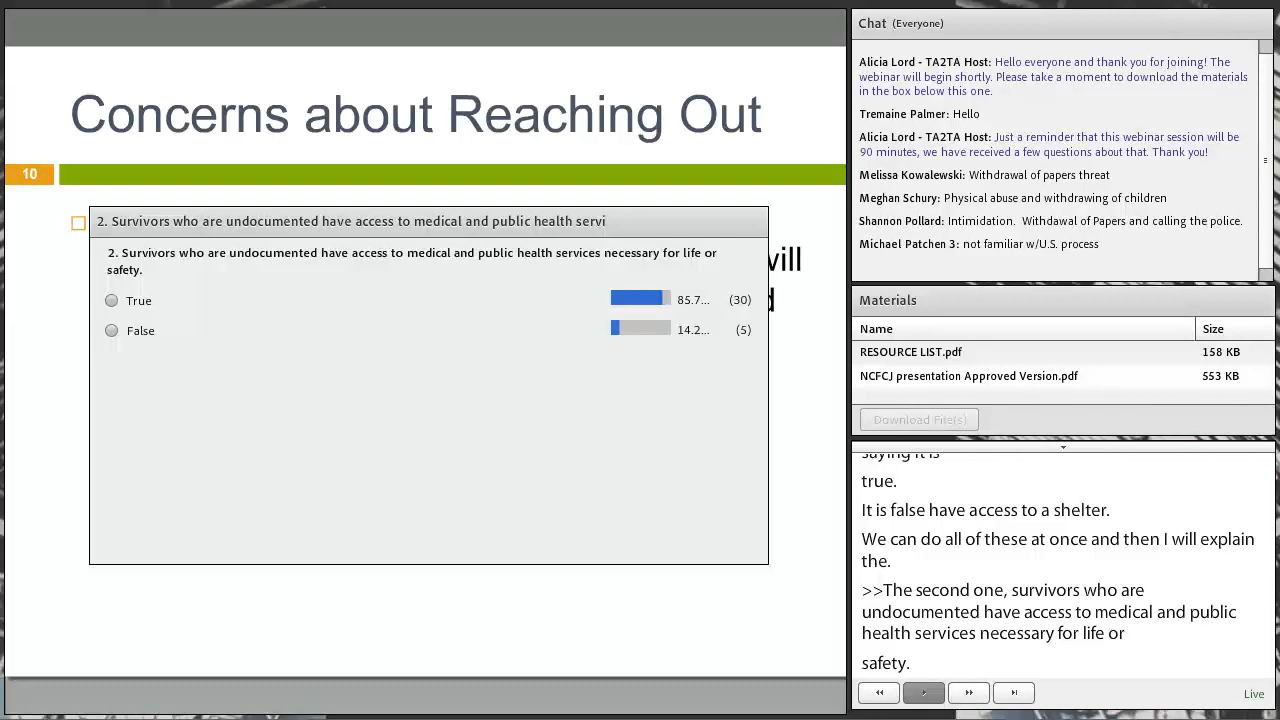 Concerns about Reaching Out
10
2. Survivors who are undocumented have access to medical and public health servi
2. Survivors who are undocumented have access to medical and public health services necessary for life or
safety.
True 85.7... (30)
False 14.2... (5)
will
Chat (Everyone)
Alicia Lord - TA2TA Host: Hello everyone and thank you for joining! The
webinar will begin shortly. Please take a moment to download the materials
in the box below this one.
Tremaine Palmer: Hello
Alicia Lord - TA2TA Host: Just a reminder that this webinar session will be
90 minutes, we have received a few questions about that. Thank you!
Melissa Kowalewski: Withdrawal of papers threat
Meghan Schury: Physical abuse and withdrawing of children
Shannon Pollard: Intimidation. Withdawal of Papers and calling the police.
Michael Patchen 3: not familiar w/U.S. process
Materials
Name Size
RESOURCE LIST.pdf 158 KB
NCFCJ presentation Approved Version.pdf 553 KB
Download File(s)
saying it is
true.
It is false have access to a shelter.
We can do all of these at once and then I will explain
the.
>>The second one, survivors who are
undocumented have access to medical and public
health services necessary for life or
safety.
Live